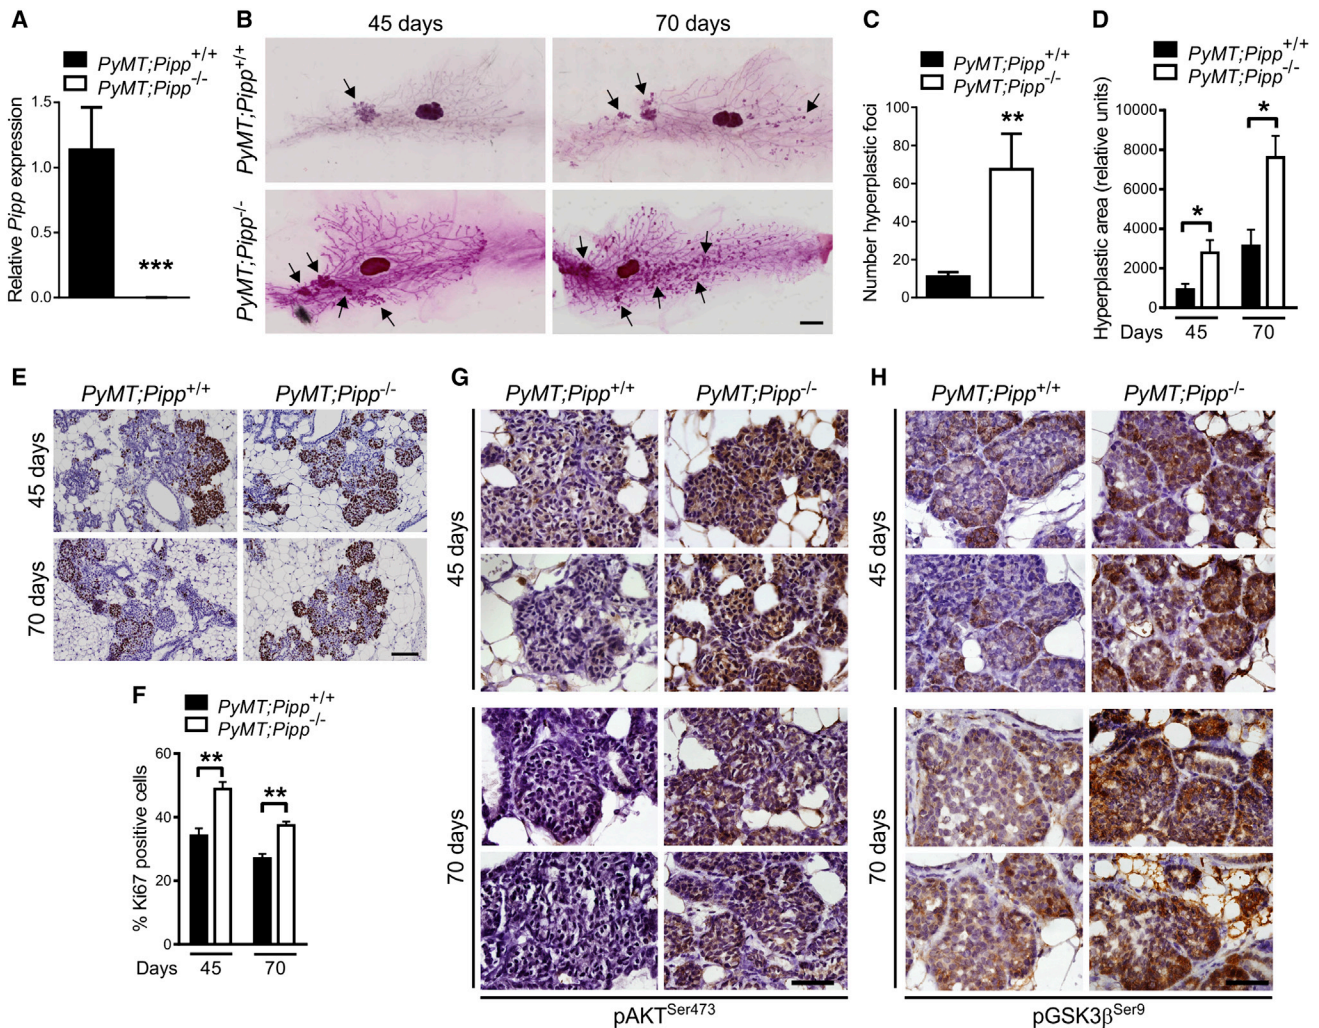 A
PyMT;Pipp+/+
PyMT;Pipp-/-
Relative Pipp expression
1.5
1.0
0.5
0.0
***
B
45 days
70 days
PyMT;Pipp+/+
PyMT;Pipp-/-
C
PyMT;Pipp+/+
PyMT;Pipp-/-
Number hyperplastic foci
100
80
60
40
20
0
**
D
PyMT;Pipp+/+
PyMT;Pipp-/-
Hyperplastic area (relative units)
10000
8000
6000
4000
2000
0
*
*
Days
45
70
E
PyMT;Pipp+/+
PyMT;Pipp-/-
45 days
70 days
F
PyMT;Pipp+/+
PyMT;Pipp-/-
% Ki67 positive cells
60
40
20
0
**
**
Days
45
70
G
PyMT;Pipp+/+
PyMT;Pipp-/-
45 days
70 days
pAKTSer473
H
PyMT;Pipp+/+
PyMT;Pipp-/-
45 days
70 days
pGSK3βSer9